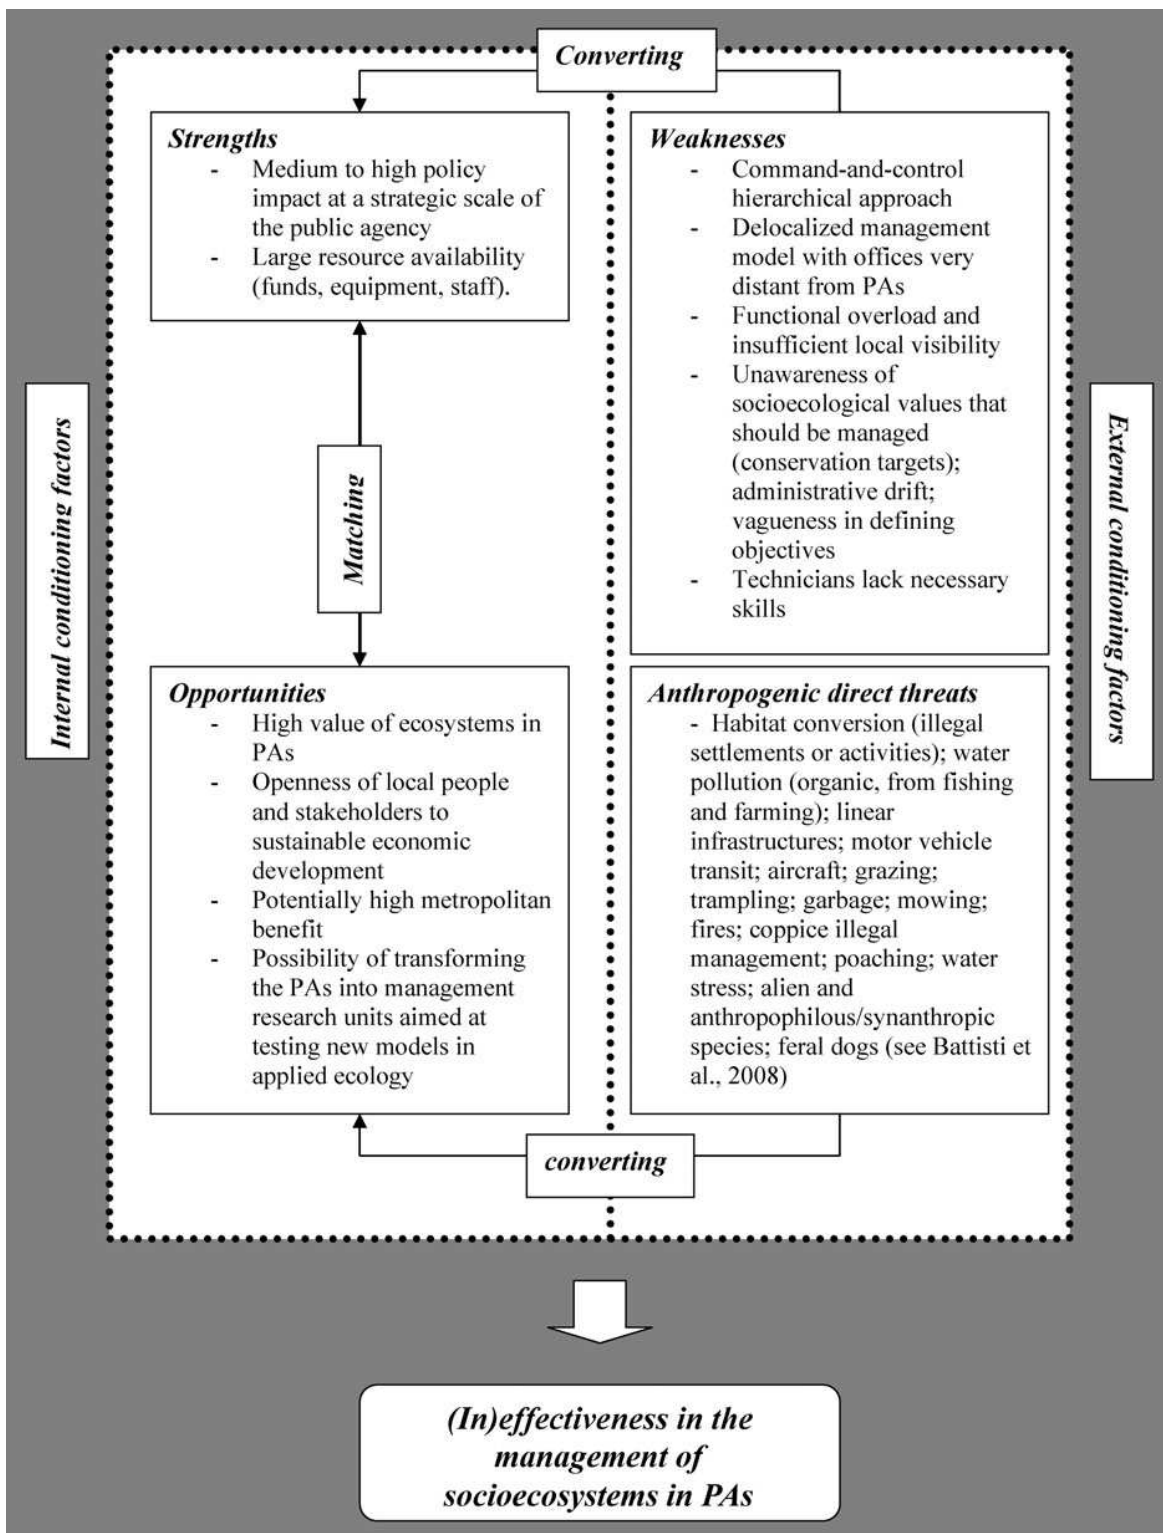 Converting
Strengths
- Medium to high policy
impact at a strategic scale of
the public agency
- Large resource availability
(funds, equipment, staff).
Weaknesses
- Command-and-control
hierarchical approach
- Delocalized management
model with offices very
distant from PAs
- Functional overload and
insufficient local visibility
- Unawareness of
socioecological values that
should be managed
(conservation targets);
administrative drift;
vagueness in defining
objectives
- Technicians lack necessary
skills
Internal conditioning factors
Matching
External conditioning factors
Opportunities
- High value of ecosystems in
PAs
- Openness of local people
and stakeholders to
sustainable economic
development
- Potentially high metropolitan
benefit
- Possibility of transforming
the PAs into management
research units aimed at
testing new models in
applied ecology
Anthropogenic direct threats
- Habitat conversion (illegal
settlements or activities); water
pollution (organic, from fishing
and farming); linear
infrastructures; motor vehicle
transit; aircraft; grazing;
trampling; garbage; mowing;
fires; coppice illegal
management; poaching; water
stress; alien and
anthropophilous/synanthropic
species; feral dogs (see Battisti et
al., 2008)
converting
(In)effectiveness in the
management of
socioecosystems in PAs